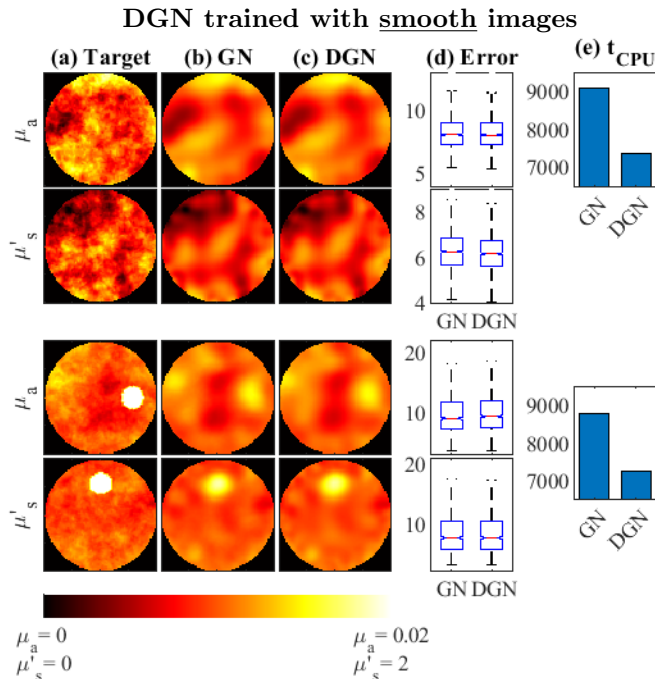 DGN trained with smooth images
(a) Target (b) GN (c) DGN (d) Error (e) t_CPU
μ_a
10
5
9000
8000
7000
GN DGN
μ'_s
8
6
4
GN DGN
μ_a
20
10
9000
8000
7000
GN DGN
μ'_s
20
10
GN DGN
μ_a = 0 μ_a = 0.02
μ'_s = 0 μ'_s = 2